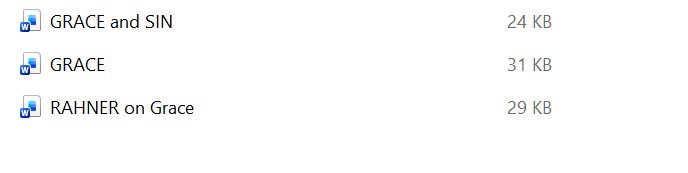 GRACE and SIN 24 KB
GRACE 31 KB
RAHNER on Grace 29 KB